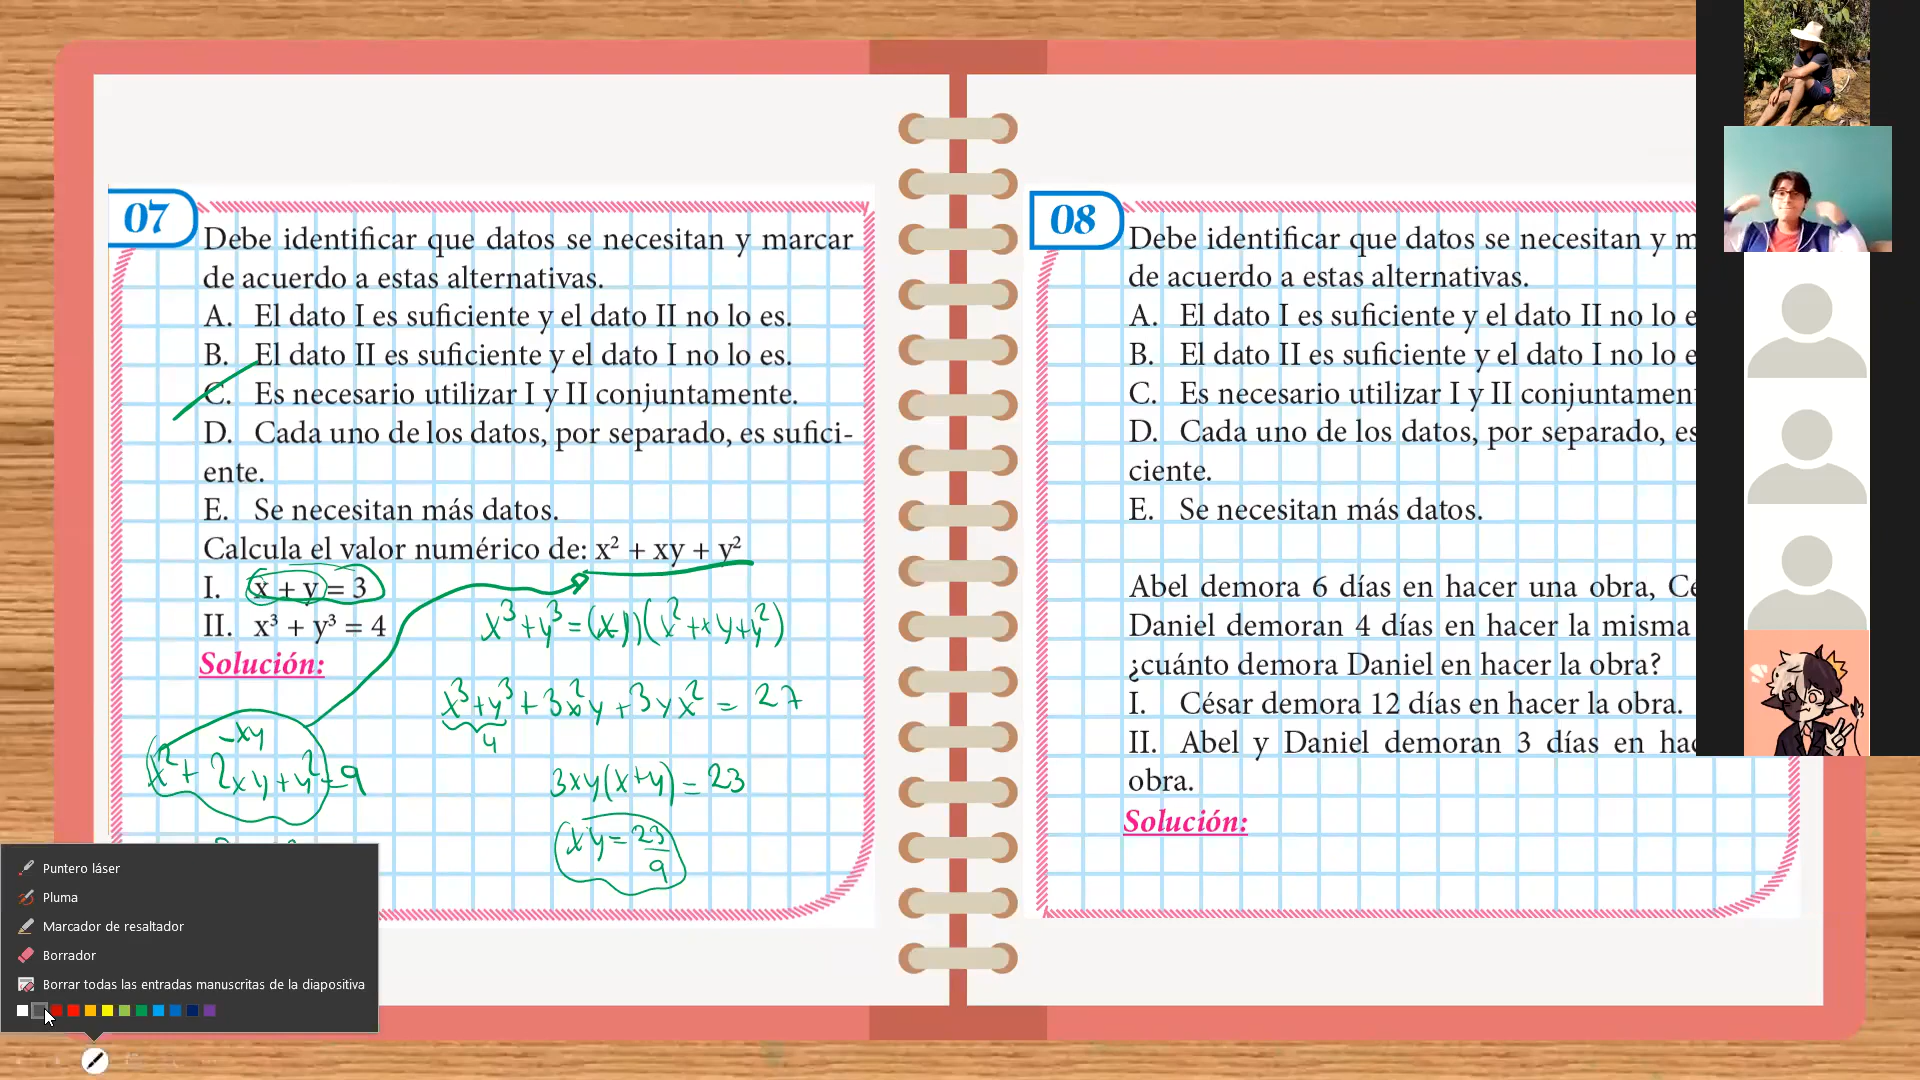 07
Debe identificar que datos se necesitan y marcar
de acuerdo a estas alternativas.
A. El dato I es suficiente y el dato II no lo es.
B. El dato II es suficiente y el dato I no lo es.
C. Es necesario utilizar I y II conjuntamente.
D. Cada uno de los datos, por separado, es sufici-
ente.
E. Se necesitan más datos.
Calcula el valor numérico de: x² + xy + y²
I. x + y = 3
II. x³ + y³ = 4
Solución:
x³+y³=(x	)(x²+xy+y²)
x³+y³+3x²y+3yx² = 27
4
-xy
x²+2xy+y²=9
3xy(x+y)=23
xy=23/9
08
Debe identificar que datos se necesitan y m
de acuerdo a estas alternativas.
A. El dato I es suficiente y el dato II no lo e
B. El dato II es suficiente y el dato I no lo e
C. Es necesario utilizar I y II conjuntamen
D. Cada uno de los datos, por separado, es
ciente.
E. Se necesitan más datos.
Abel demora 6 días en hacer una obra, Cé
Daniel demoran 4 días en hacer la misma
¿cuánto demora Daniel en hacer la obra?
I. César demora 12 días en hacer la obra.
II. Abel y Daniel demoran 3 días en hac
obra.
Solución:
Puntero láser
Pluma
Marcador de resaltador
Borrador
Borrar todas las entradas manuscritas de la diapositiva